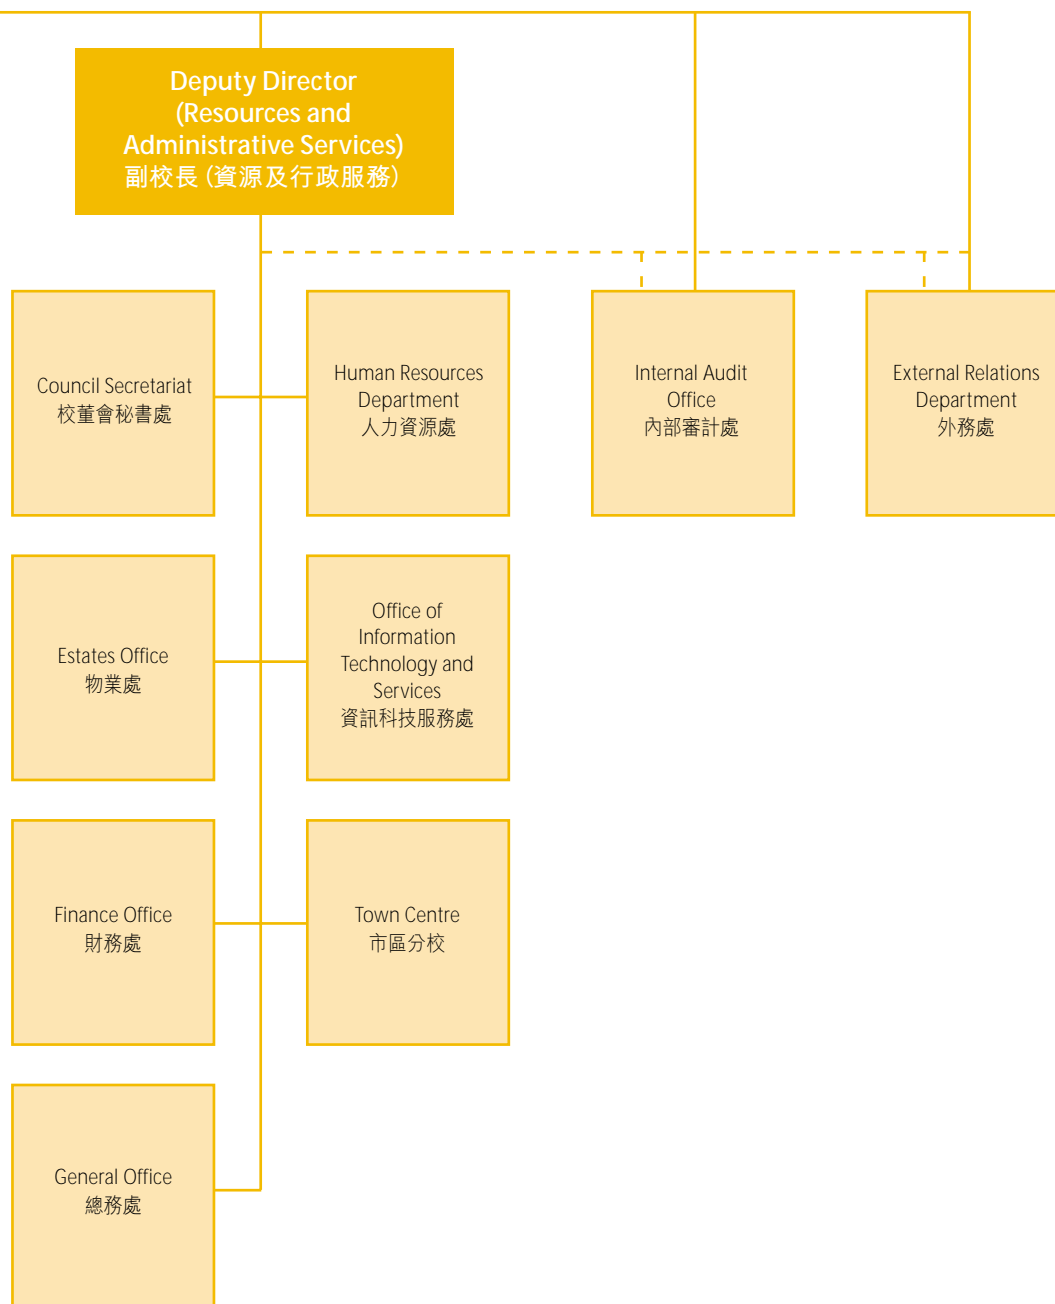 Deputy Director
(Resources and
Administrative Services)
副校長 (資源及行政服務)
Council Secretariat
校董會秘書處
Human Resources
Department
人力資源處
Internal Audit
Office
內部審計處
External Relations
Department
外務處
Estates Office
物業處
Office of
Information
Technology and
Services
資訊科技服務處
Finance Office
財務處
Town Centre
市區分校
General Office
總務處